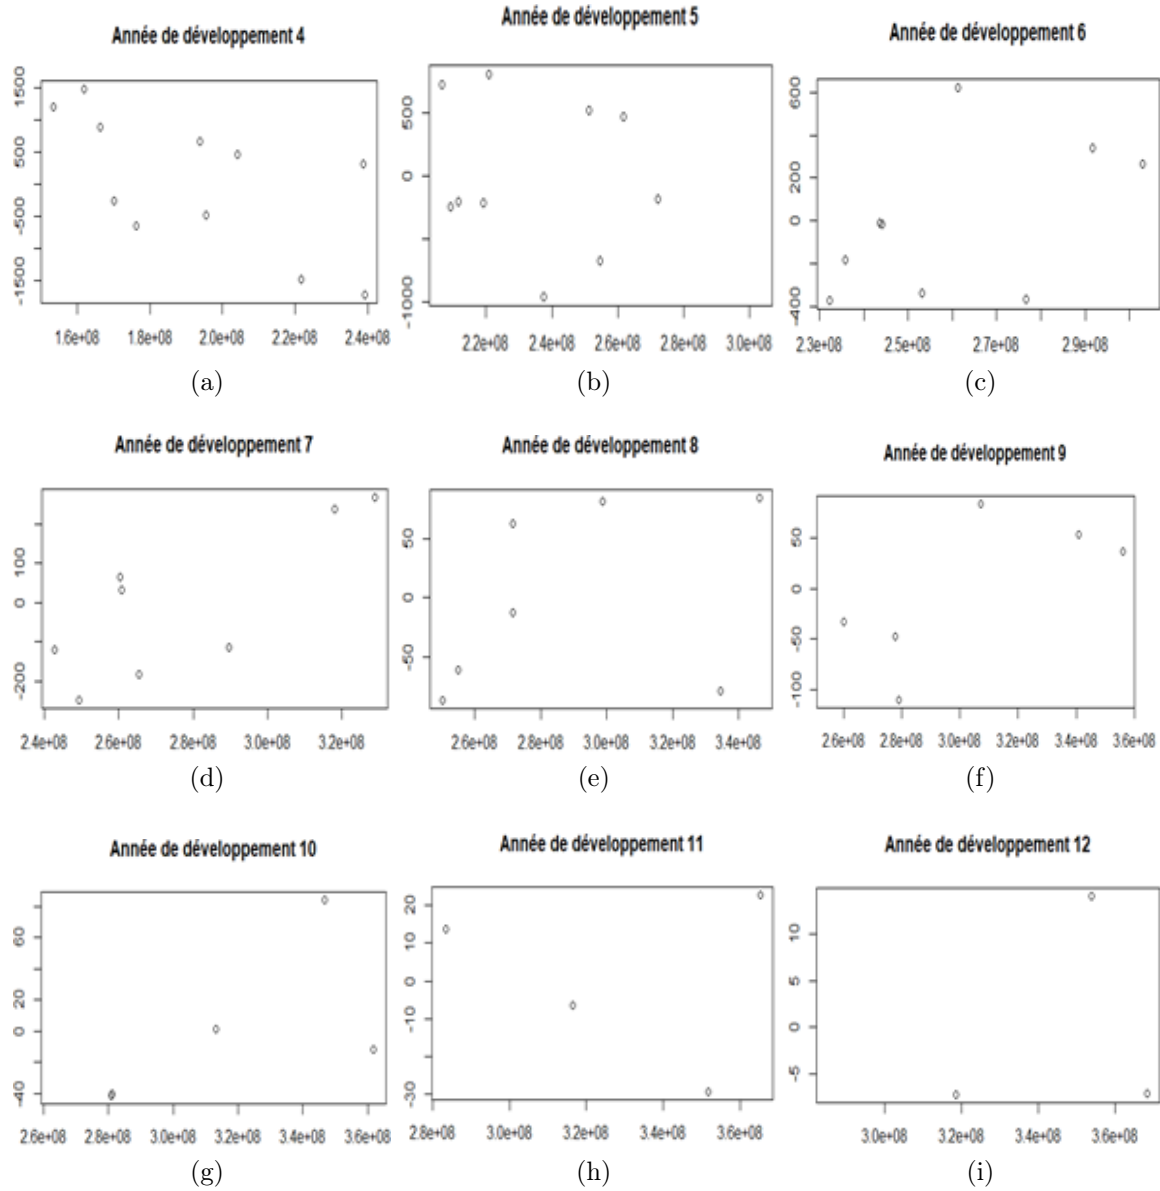 Année de développement 4
1500
500
-500
-1500
1.6e+08 1.8e+08 2.0e+08 2.2e+08 2.4e+08
(a)
Année de développement 5
500
0
-1000
2.2e+08 2.4e+08 2.6e+08 2.8e+08 3.0e+08
(b)
Année de développement 6
600
200
0
-400
2.3e+08 2.5e+08 2.7e+08 2.9e+08
(c)
Année de développement 7
100
0
-200
2.4e+08 2.6e+08 2.8e+08 3.0e+08 3.2e+08
(d)
Année de développement 8
50
0
-50
2.6e+08 2.8e+08 3.0e+08 3.2e+08 3.4e+08
(e)
Année de développement 9
50
0
-50
-100
2.6e+08 2.8e+08 3.0e+08 3.2e+08 3.4e+08 3.6e+08
(f)
Année de développement 10
60
20
0
-40
2.6e+08 2.8e+08 3.0e+08 3.2e+08 3.4e+08 3.6e+08
(g)
Année de développement 11
20
10
0
-10
-30
2.8e+08 3.0e+08 3.2e+08 3.4e+08 3.6e+08
(h)
Année de développement 12
10
5
0
-5
3.0e+08 3.2e+08 3.4e+08 3.6e+08
(i)